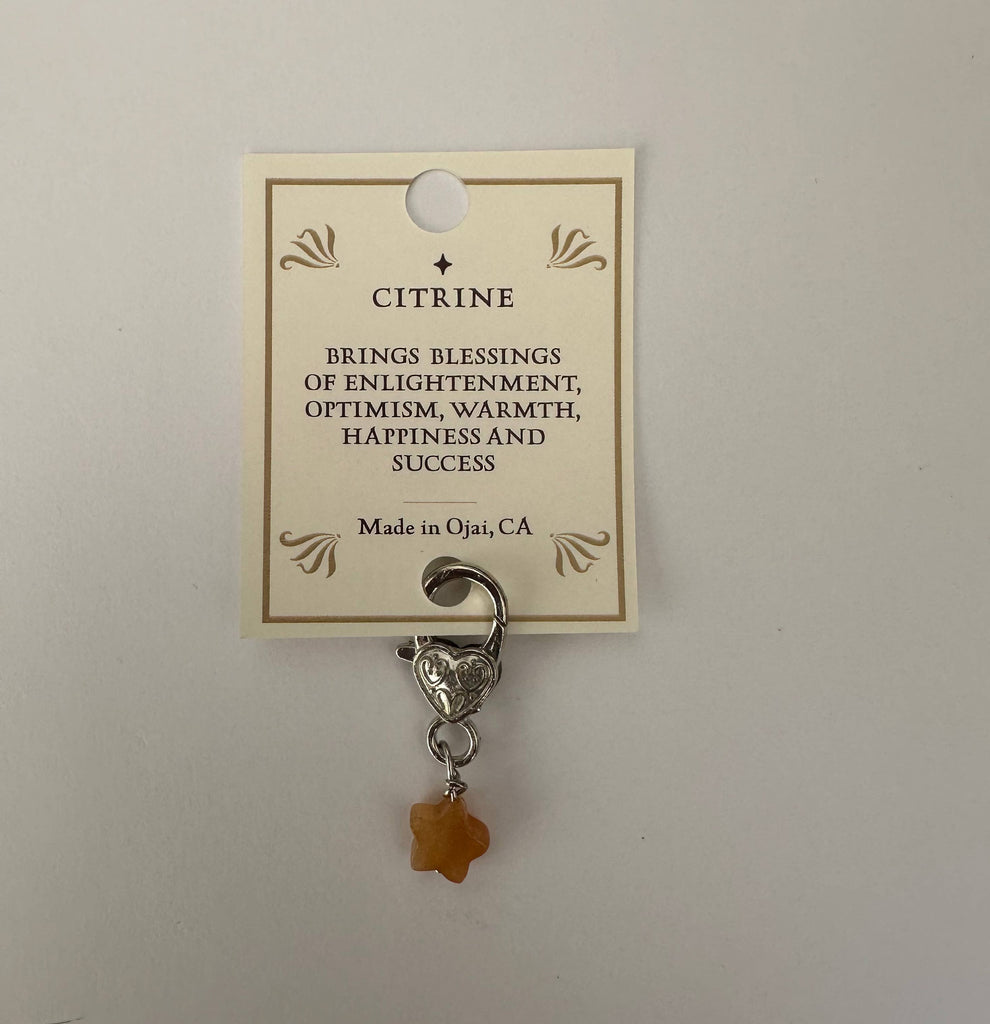 CITRINE
BRINGS BLESSINGS
OF ENLIGHTENMENT,
OPTIMISM, WARMTH,
HAPPINESS AND
SUCCESS
Made in Ojai, CA